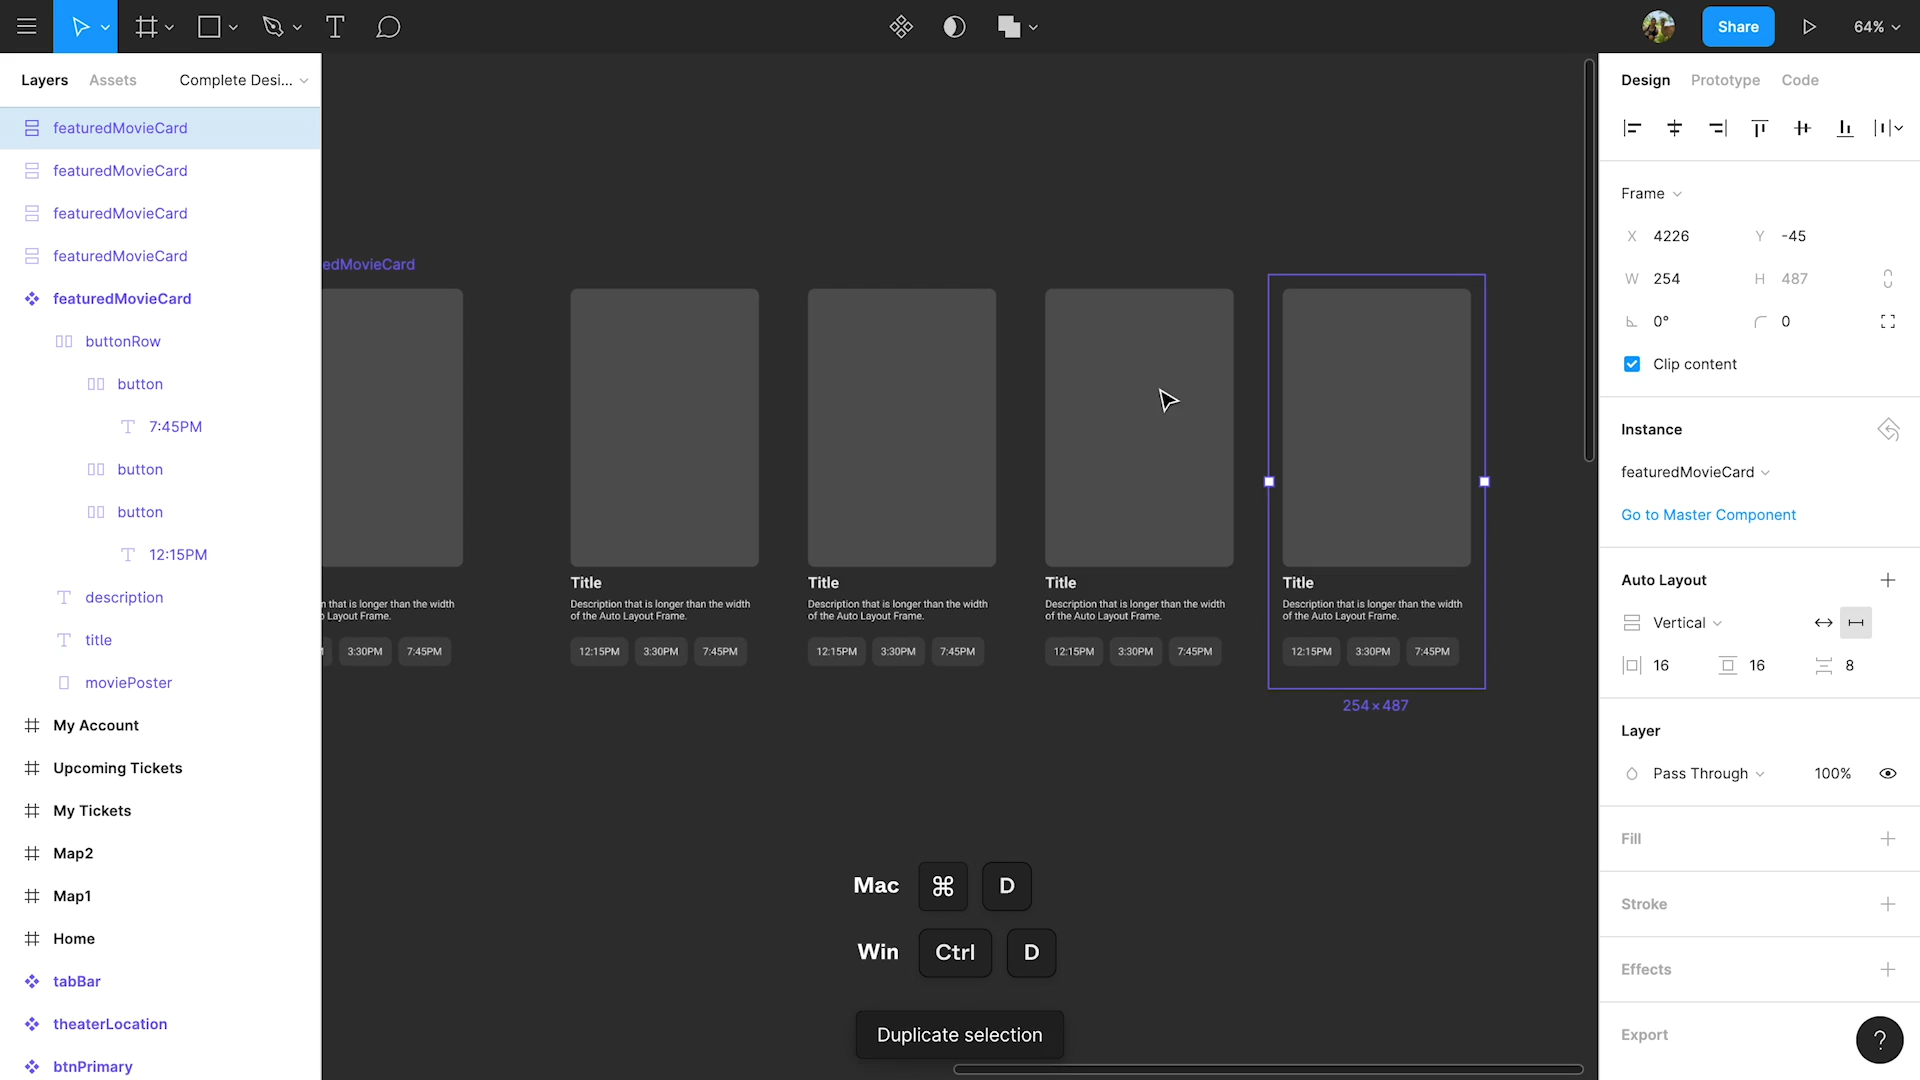 Share
64%
Layers
Assets
Complete Desi...
featuredMovieCard
featuredMovieCard
featuredMovieCard
featuredMovieCard
featuredMovieCard
buttonRow
button
7:45PM
button
button
12:15PM
description
title
moviePoster
My Account
Upcoming Tickets
My Tickets
Map2
Map1
Home
tabBar
theaterLocation
btnPrimary
edMovieCard
n that is longer than the width
o Layout Frame.
3:30PM 7:45PM
Title
Description that is longer than the width
of the Auto Layout Frame.
12:15PM 3:30PM 7:45PM
Title
Description that is longer than the width
of the Auto Layout Frame.
12:15PM 3:30PM 7:45PM
Title
Description that is longer than the width
of the Auto Layout Frame.
12:15PM 3:30PM 7:45PM
Title
Description that is longer than the width
of the Auto Layout Frame.
12:15PM 3:30PM 7:45PM
254×487
Mac ⌘ D
Win Ctrl D
Duplicate selection
Design Prototype Code
Frame
X 4226 Y -45
W 254 H 487
0° 0
Clip content
Instance
featuredMovieCard
Go to Master Component
Auto Layout
Vertical
16 16 8
Layer
Pass Through 100%
Fill
Stroke
Effects
Export
?